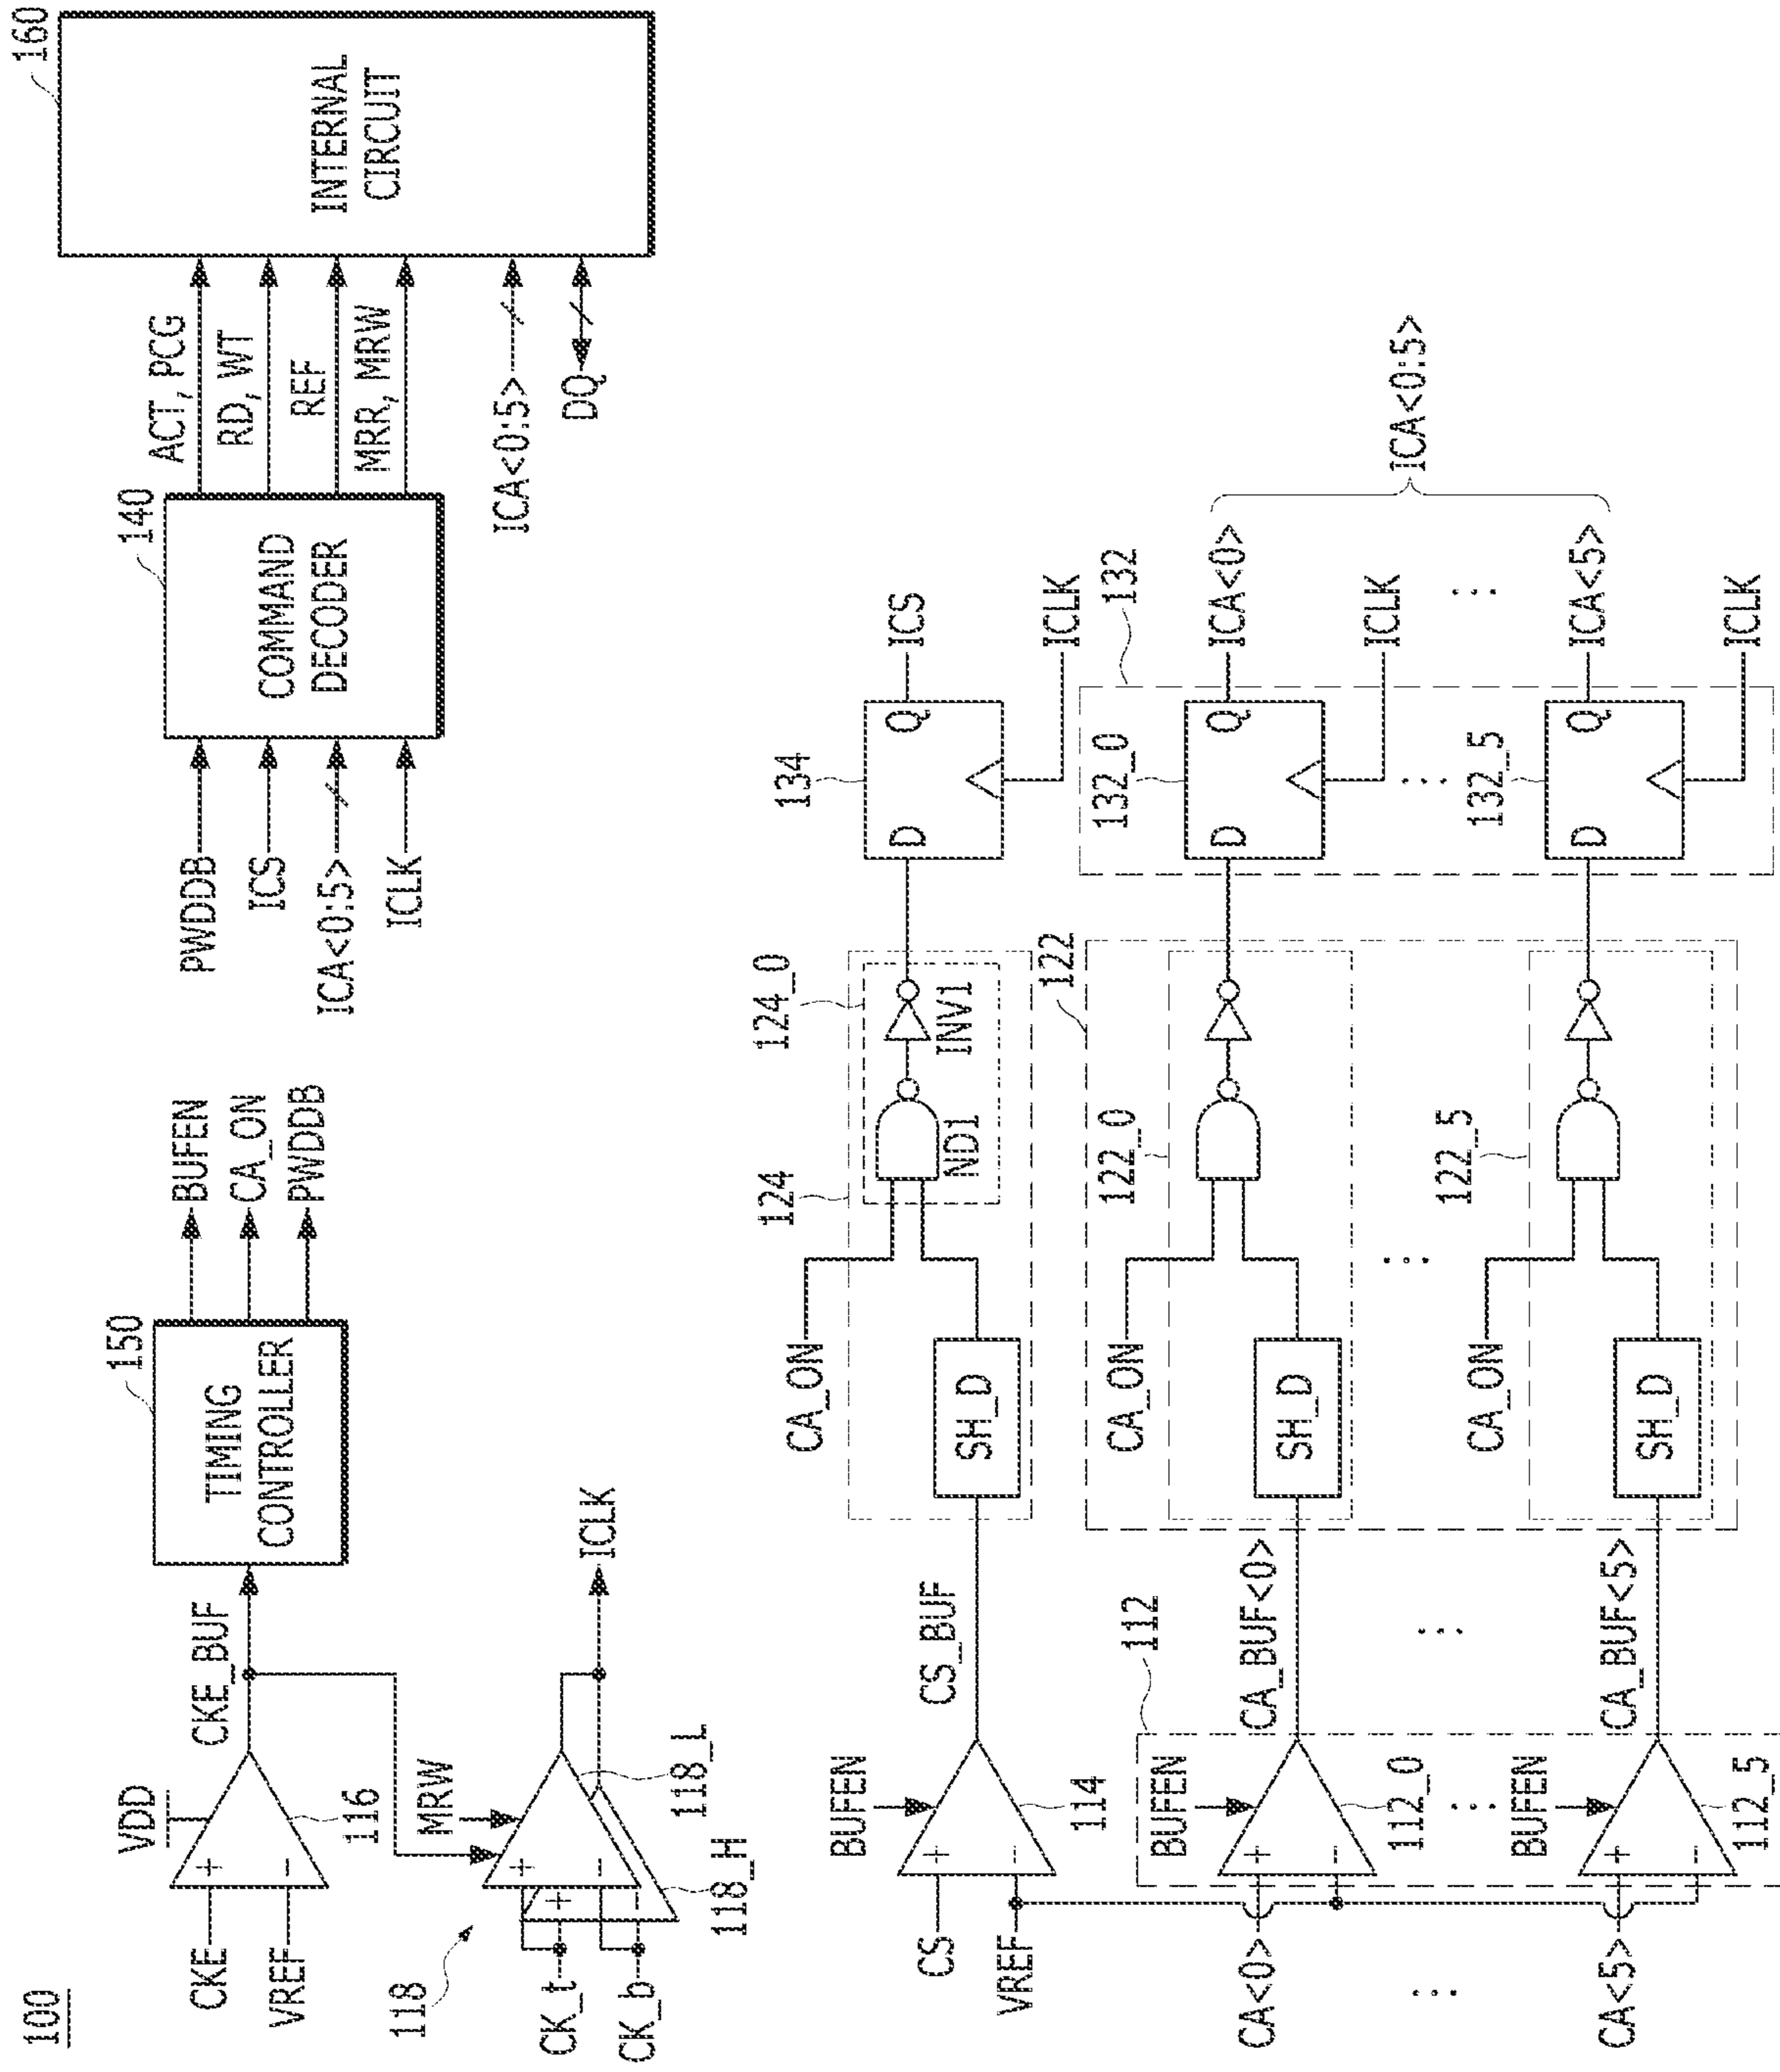 100
CKE
VREF
VDD
116
CKE_BUF
150
TIMING
CONTROLLER
BUFEN
CA_ON
PWDDB
118
CK_t
CK_b
MRW
118_L
118_H
ICLK
PWDDB
ICS
ICA<0:5>
ICLK
140
COMMAND
DECODER
ACT, PCG
RD, WT
REF
MRR, MRW
ICA<0:5>
DQ
160
INTERNAL
CIRCUIT
CS
VREF
BUFEN
114
CS_BUF
CA_ON
SH_D
124
124_0
ND1
INV1
134
D
Q
ICS
ICLK
112
CA<0>
BUFEN
112_0
CA_BUF<0>
CA_ON
SH_D
122
122_0
132
132_0
D
Q
ICA<0>
ICLK
CA<5>
BUFEN
112_5
CA_BUF<5>
CA_ON
SH_D
122_5
132_5
D
Q
ICA<5>
ICLK
ICA<0:5>